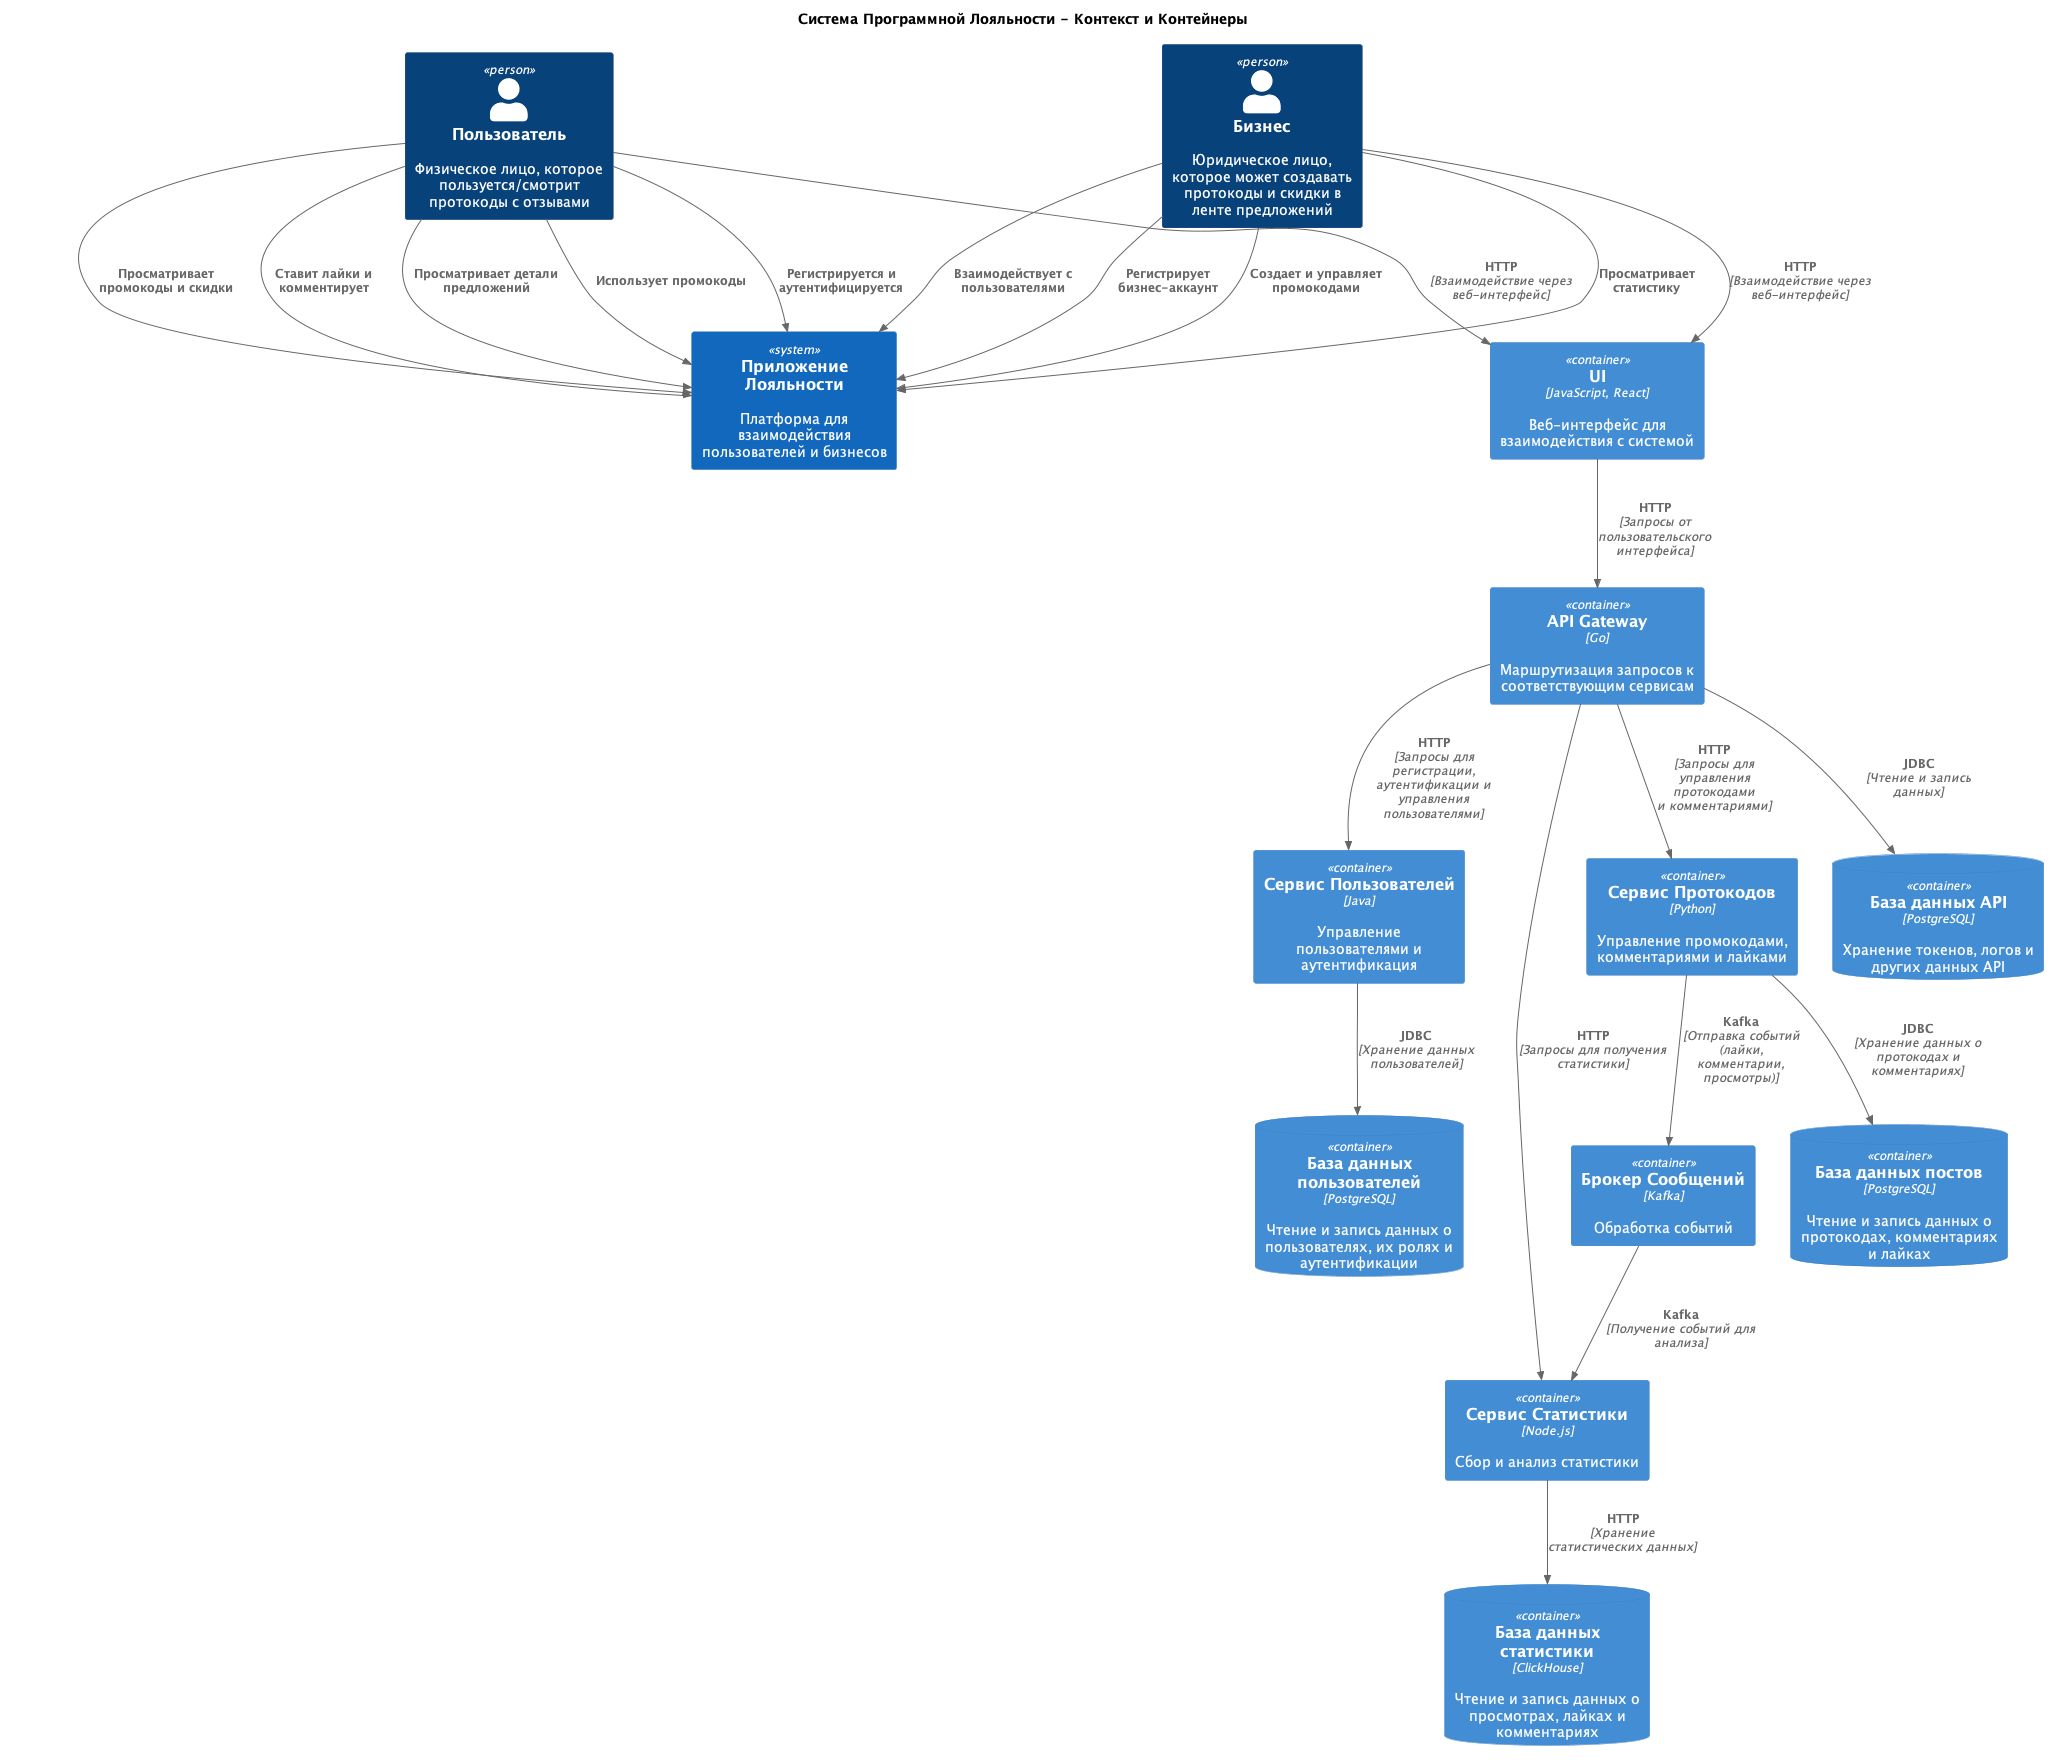 Система Программной Лояльности – Контекст и Контейнеры
«person»
Пользователь
Физическое лицо, которое
пользуется/смотрит
протокоды с отзывами
«person»
Бизнес
Юридическое лицо,
которое может создавать
протокоды и скидки в
ленте предложений
Просматривает
промокоды и скидки
Ставит лайки и
комментирует
Просматривает детали
предложений
Использует промокоды
Регистрируется и
аутентифицируется
Взаимодействует с
пользователями
Регистрирует
бизнес-аккаунт
Создает и управляет
промокодами
HTTP
[Взаимодействие через
веб-интерфейс]
Просматривает
статистику
HTTP
[Взаимодействие через
веб-интерфейс]
«system»
Приложение
Лояльности
Платформа для
взаимодействия
пользователей и бизнесов
«container»
UI
[JavaScript, React]
Веб-интерфейс для
взаимодействия с системой
HTTP
[Запросы от
пользовательского
интерфейса]
«container»
API Gateway
[Go]
Маршрутизация запросов к
соответствующим сервисам
HTTP
[Запросы для
регистрации,
аутентификации и
управления
пользователями]
HTTP
[Запросы для
управления
протокодами
и комментариями]
JDBC
[Чтение и запись
данных]
«container»
Сервис Пользователей
[Java]
Управление
пользователями и
аутентификация
«container»
Сервис Протокодов
[Python]
Управление промокодами,
комментариями и лайками
«container»
База данных API
[PostgreSQL]
Хранение токенов, логов и
других данных API
JDBC
[Хранение данных
пользователей]
HTTP
[Запросы для получения
статистики]
Kafka
[Отправка событий
(лайки,
комментарии,
просмотры)]
JDBC
[Хранение данных о
протокодах и
комментариях]
«container»
База данных
пользователей
[PostgreSQL]
Чтение и запись данных о
пользователях, их ролях и
аутентификации
«container»
Брокер Сообщений
[Kafka]
Обработка событий
«container»
База данных постов
[PostgreSQL]
Чтение и запись данных о
протокодах, комментариях
и лайках
Kafka
[Получение событий для
анализа]
«container»
Сервис Статистики
[Node.js]
Сбор и анализ статистики
HTTP
[Хранение
статистических данных]
«container»
База данных
статистики
[ClickHouse]
Чтение и запись данных о
просмотрах, лайках и
комментариях